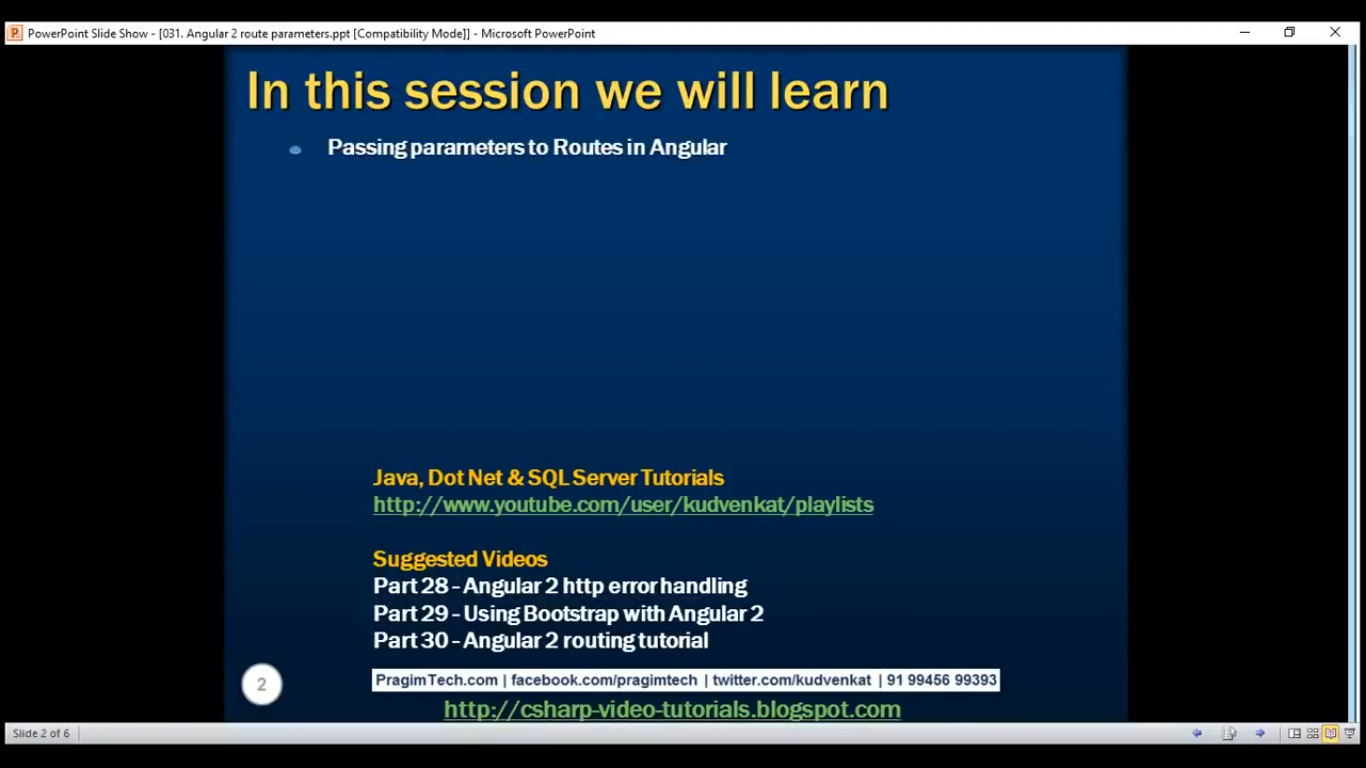 PowerPoint Slide Show - [031. Angular 2 route parameters.ppt [Compatibility Mode]] - Microsoft PowerPoint
In this session we will learn
Passing parameters to Routes in Angular
Java, Dot Net & SQL Server Tutorials
http://www.youtube.com/user/kudvenkat/playlists
Suggested Videos
Part 28 - Angular 2 http error handling
Part 29 - Using Bootstrap with Angular 2
Part 30 - Angular 2 routing tutorial
2
PragimTech.com | facebook.com/pragimtech | twitter.com/kudvenkat | 91 99456 99393
http://csharp-video-tutorials.blogspot.com
Slide 2 of 6